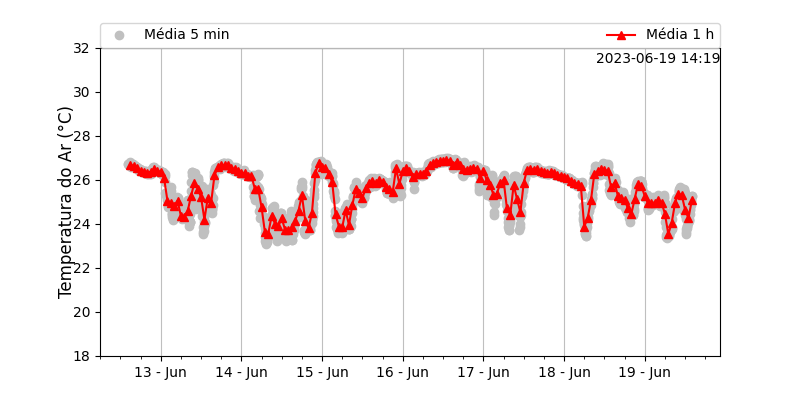 Média 5 min
Média 1 h
2023-06-19 14:19
Temperatura do Ar (°C)
32
30
28
26
24
22
20
18
13 - Jun
14 - Jun
15 - Jun
16 - Jun
17 - Jun
18 - Jun
19 - Jun